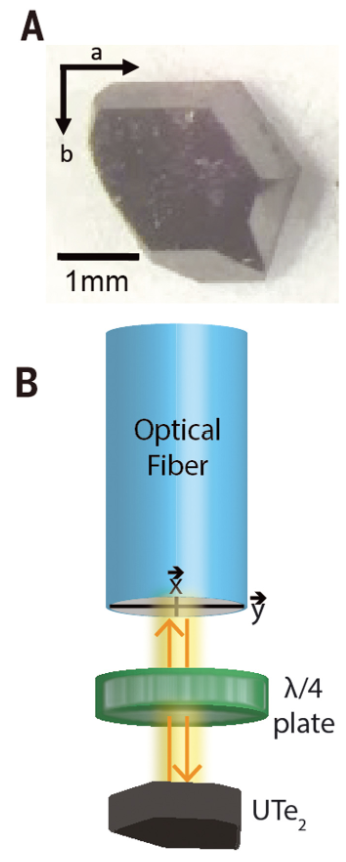 A
a
b
1mm
B
Optical
Fiber
x
y
λ/4
plate
UTe₂